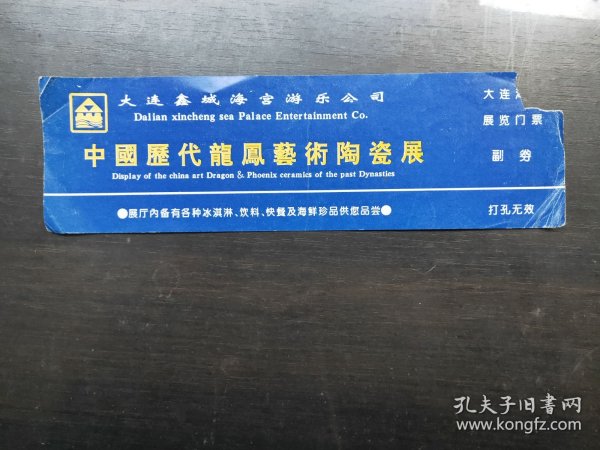 大连鑫城海宫游乐公司
Dalian xincheng sea Palace Entertainment Co.
中國歷代龍鳳藝術陶瓷展
Display of the china art Dragon & Phoenix ceramics of the past Dynasties
●展厅内备有各种冰淇淋、饮料、快餐及海鲜珍品供您品尝●
大连
展览门票
副券
打孔无效
孔夫子旧书网
www.kongfz.com